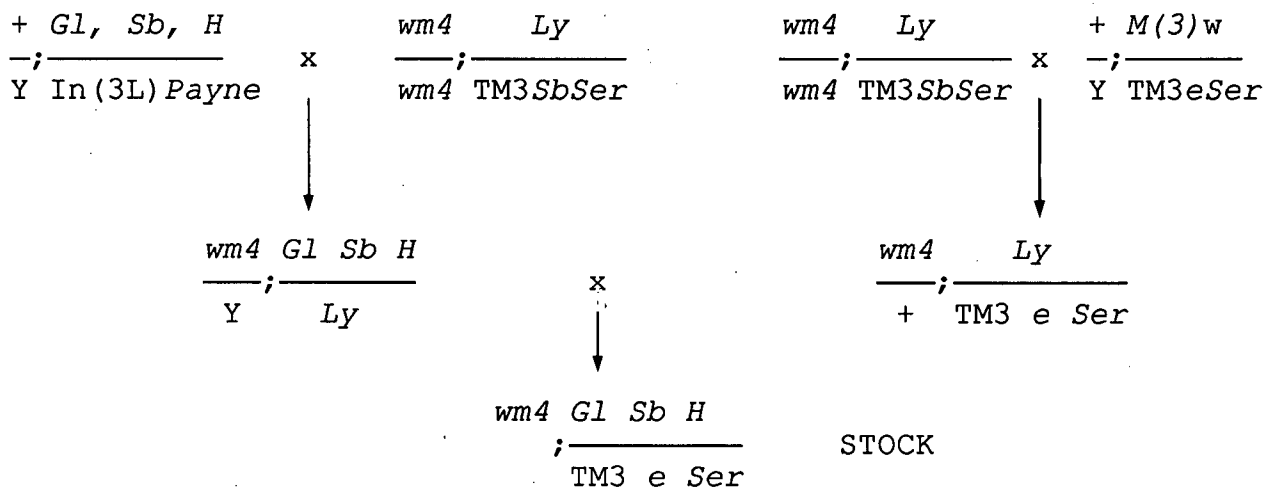 + Gl, Sb, H wm4 Ly wm4 Ly + M(3)w
; x ; ; x ;
Y In(3L)Payne wm4 TM3SbSer wm4 TM3SbSer Y TM3eSer
wm4 Gl Sb H wm4 Ly
; x ;
Y Ly + TM3 e Ser
wm4 Gl Sb H
; STOCK
TM3 e Ser